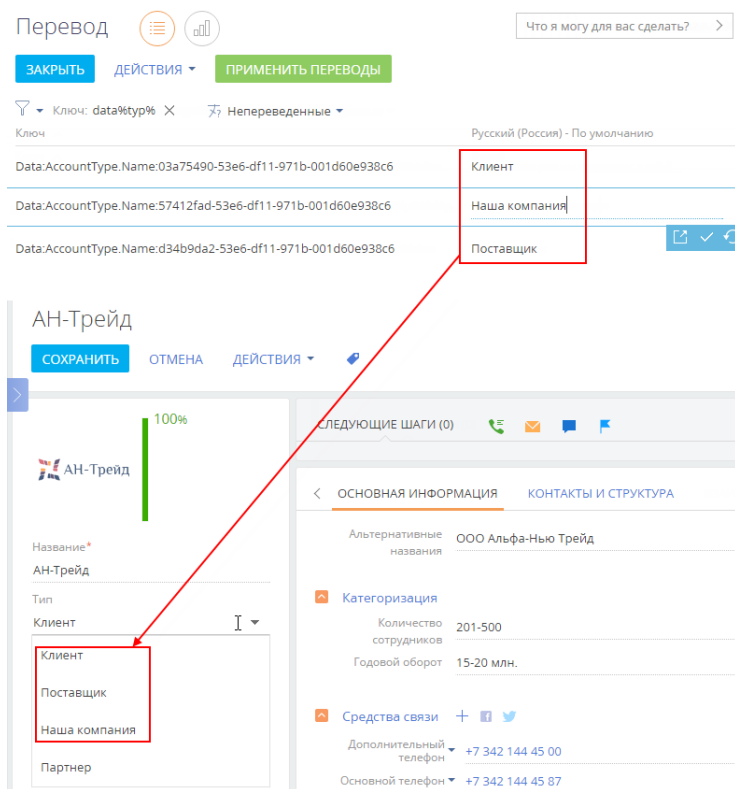 Перевод
Что я могу для вас сделать?
ЗАКРЫТЬ ДЕЙСТВИЯ ПРИМЕНИТЬ ПЕРЕВОДЫ
Ключ: data%typ% Непереведенные
Ключ Русский (Россия) - По умолчанию
Data:AccountType.Name:03a75490-53e6-df11-971b-001d60e938c6 Клиент
Data:AccountType.Name:57412fad-53e6-df11-971b-001d60e938c6 Наша компания
Data:AccountType.Name:d34b9da2-53e6-df11-971b-001d60e938c6 Поставщик
АН-Трейд
СОХРАНИТЬ ОТМЕНА ДЕЙСТВИЯ
100%
АН-Трейд
Название*
АН-Трейд
Тип
Клиент
Клиент
Поставщик
Наша компания
Партнер
СЛЕДУЮЩИЕ ШАГИ (0)
ОСНОВНАЯ ИНФОРМАЦИЯ КОНТАКТЫ И СТРУКТУРА
Альтернативные
названия
ООО Альфа-Нью Трейд
Категоризация
Количество
сотрудников
201-500
Годовой оборот 15-20 млн.
Средства связи
Дополнительный
телефон
+7 342 144 45 00
Основной телефон +7 342 144 45 87